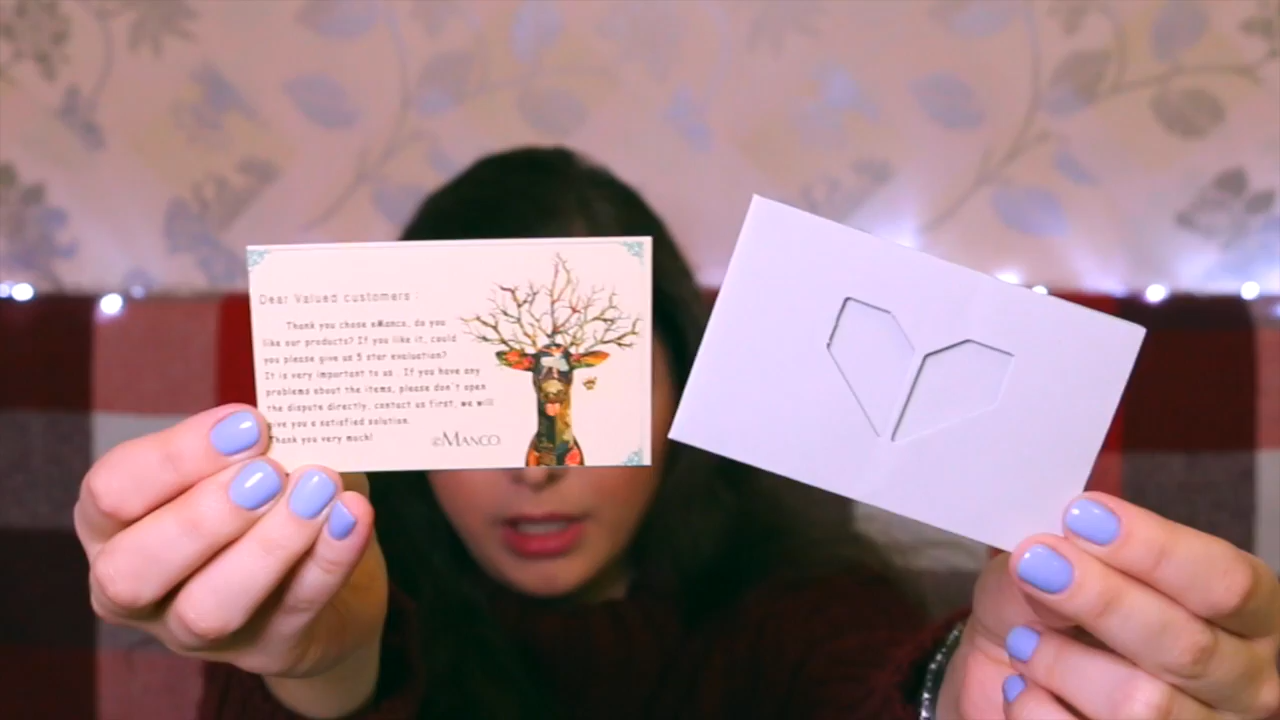 Dear Valued customers :
Thank you chose eManco, do you
like our products? If you like it, could
you please give us 5 star evaluation?
It is very important to us . If you have any
problems about the items, please don't open
the dispute directly, contact us first, we will
give you a satisfied solution.
Thank you very much!
eMANCO